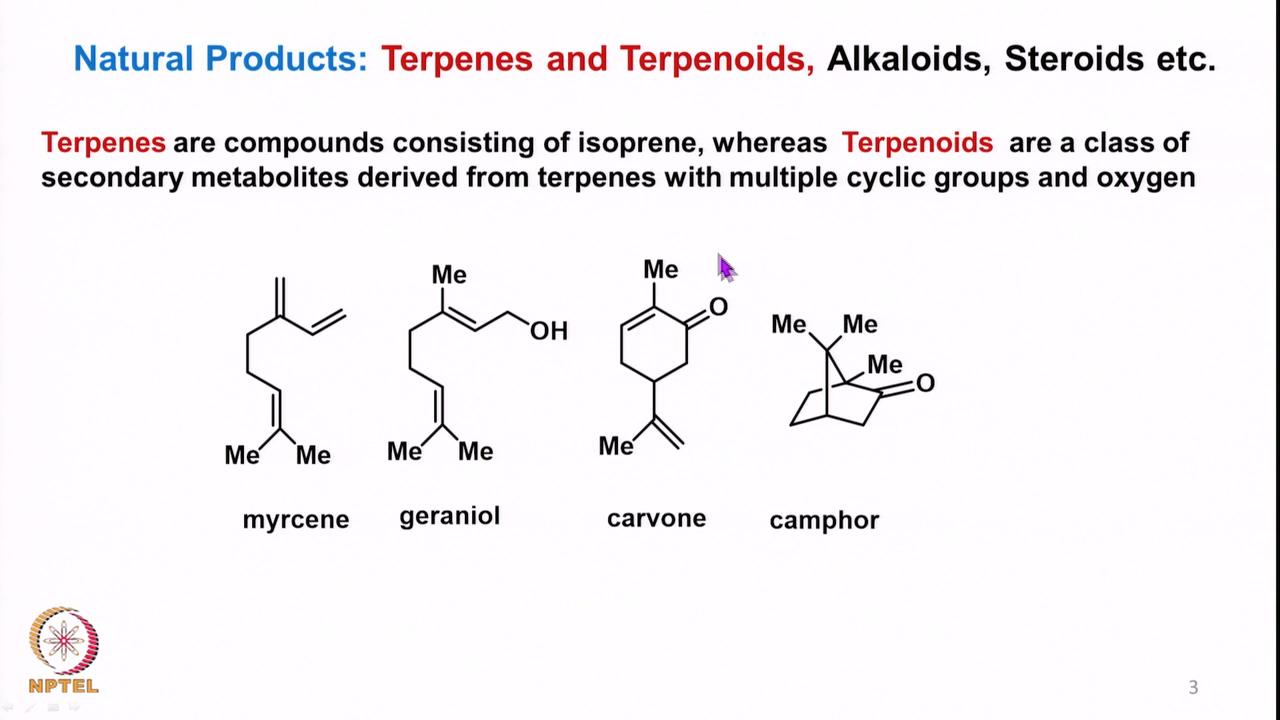 Natural Products: Terpenes and Terpenoids, Alkaloids, Steroids etc.
Terpenes are compounds consisting of isoprene, whereas Terpenoids are a class of
secondary metabolites derived from terpenes with multiple cyclic groups and oxygen
Me
OH
Me Me
myrcene
Me Me
geraniol
Me
O
Me
carvone
Me Me
Me
O
camphor
NPTEL
3